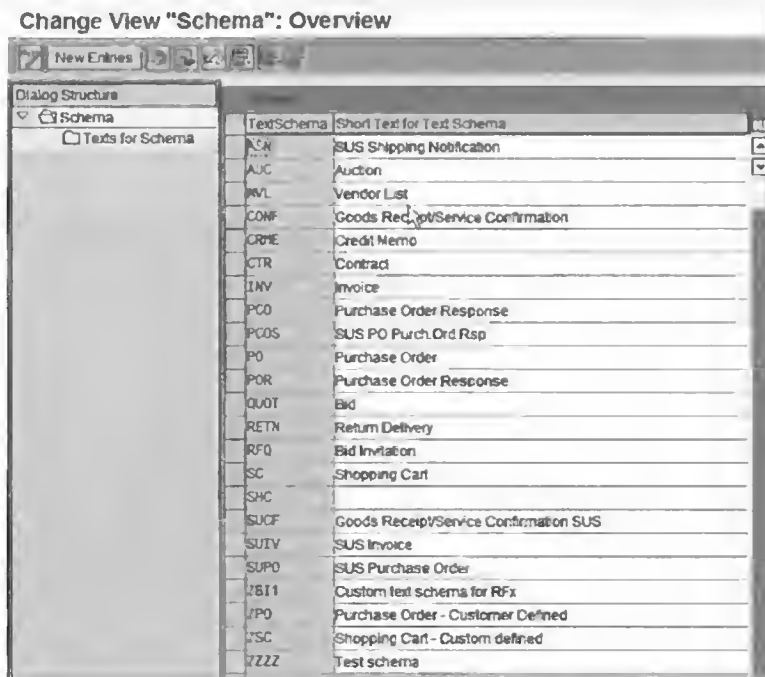 Change View "Schema": Overview
New Entries
Dialog Structure
Schema
Texts for Schema
TextSchema Short Text for Text Schema
ASN SUS Shipping Notification
AUC Auction
Vendor List
CONF Goods Receipt/Service Confirmation
CRME Credit Memo
CTR Contract
INV Invoice
PCO Purchase Order Response
PCOS SUS PO Purch.Ord Rsp
PO Purchase Order
POR Purchase Order Response
QUOT Bid
RETN Return Delivery
RFQ Bid Invitation
SC Shopping Cart
SHC
SUCF Goods Receipt/Service Confirmation SUS
SUIV SUS Invoice
SUPO SUS Purchase Order
ZBI1 Custom text schema for RFx
ZPO Purchase Order - Customer Defined
ZSC Shopping Cart - Custom defined
ZZZZ Test schema